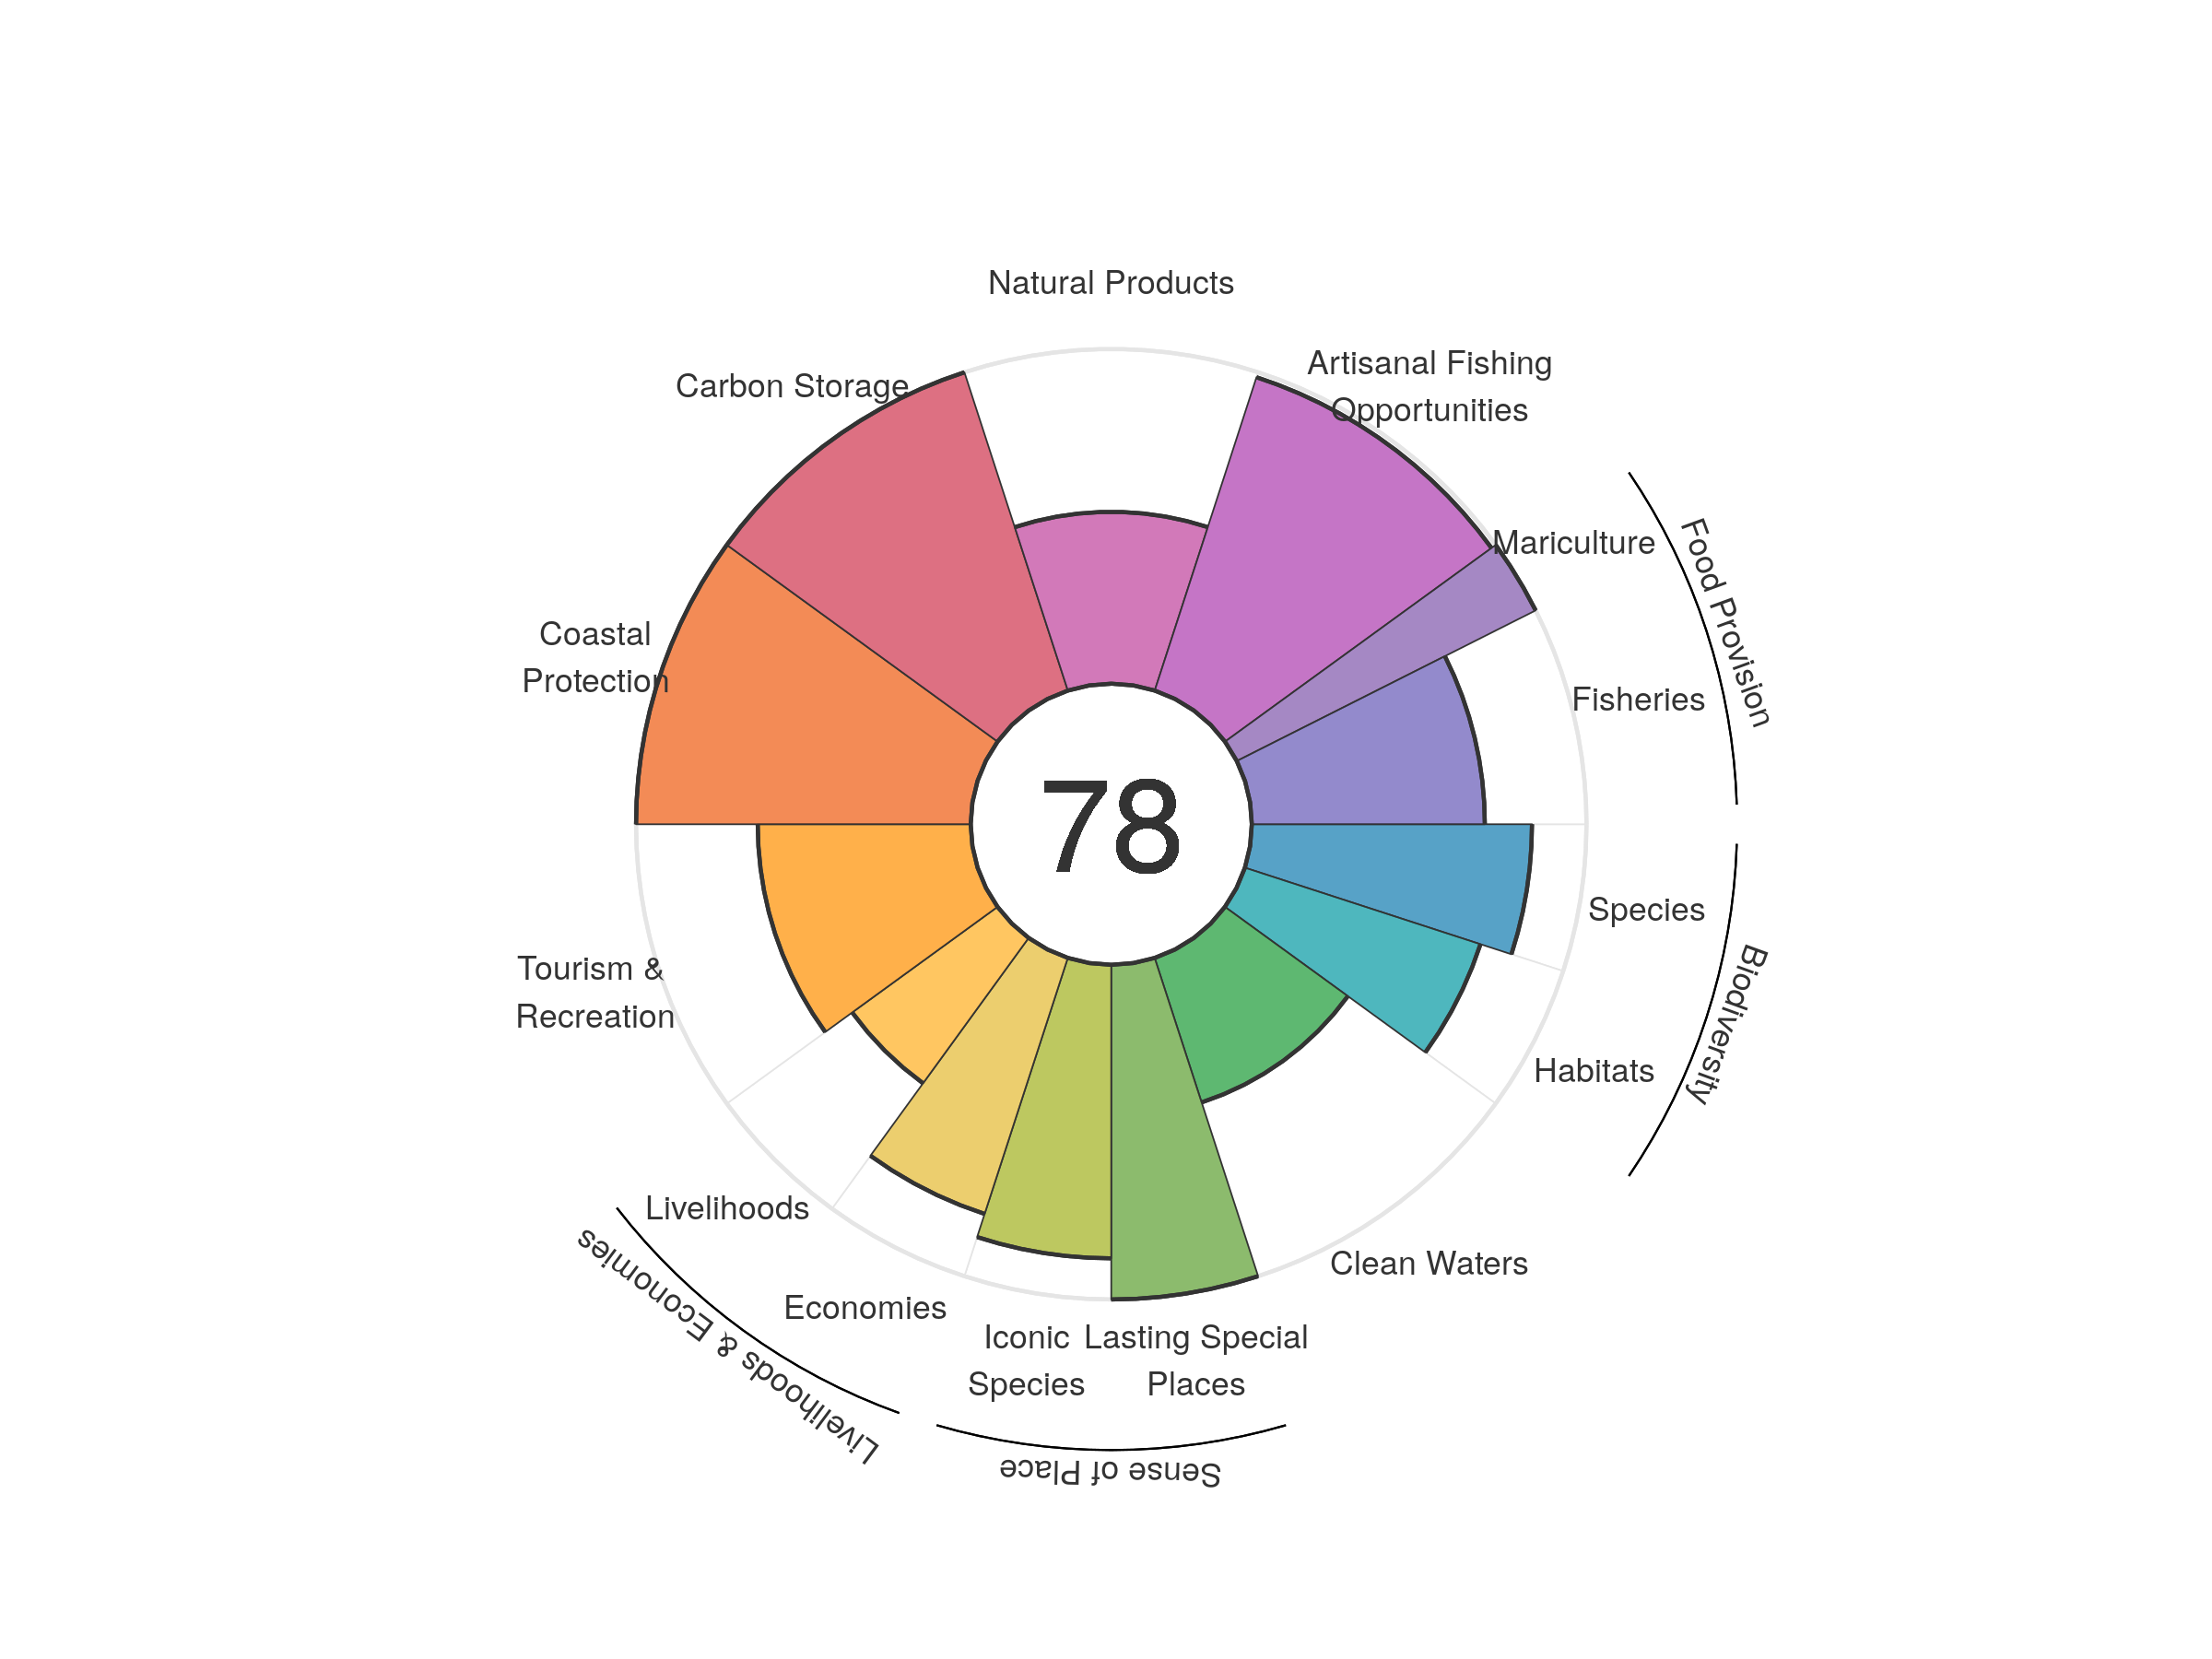 Natural Products
Artisanal Fishing
Opportunities
Carbon Storage
Mariculture
Food Provision
Coastal
Protection
Fisheries
78
Species
Biodiversity
Tourism &
Recreation
Habitats
Livelihoods
Livelihoods & Economies
Clean Waters
Economies
Iconic
Species
Lasting Special
Places
Sense of Place